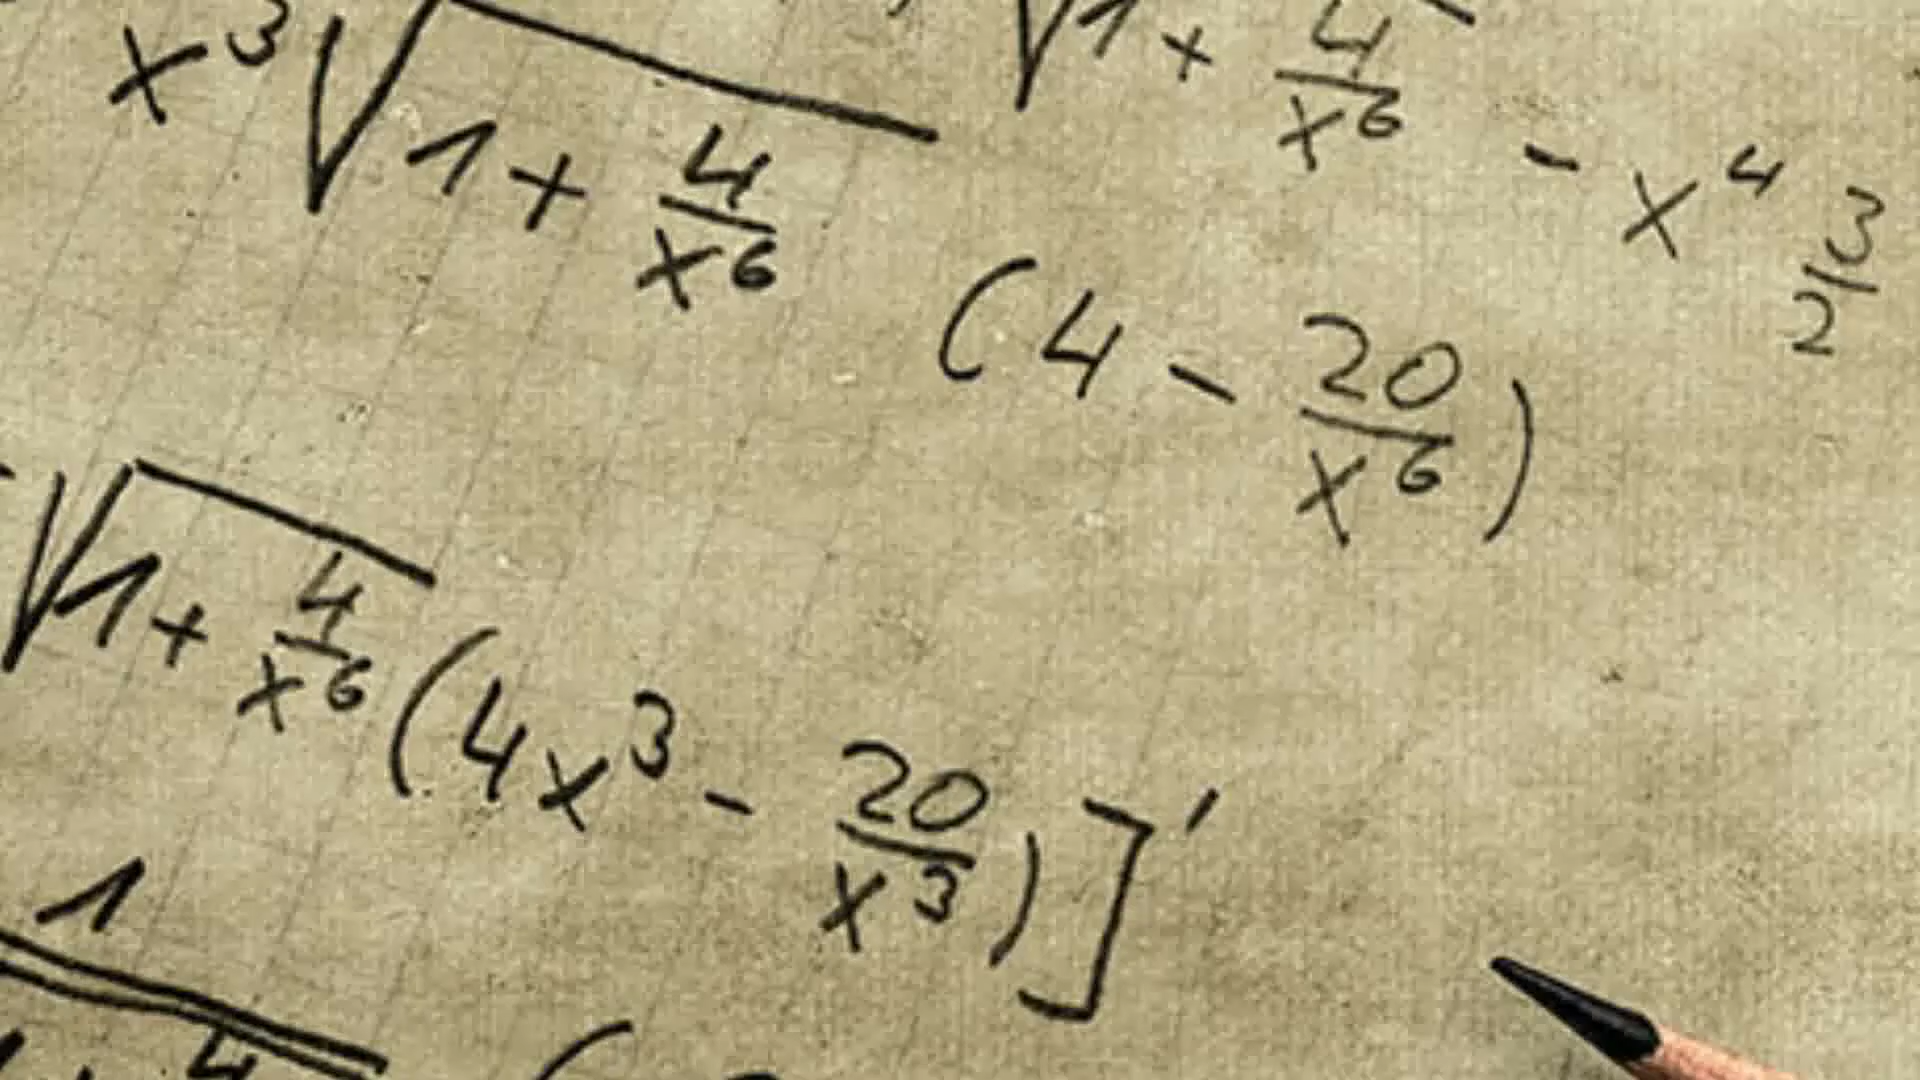 x³√1 + 4/x⁶ (4 - 20/x⁶)
√1 + 4/x⁶ - x⁴ 3/2
√1 + 4/x⁶ (4x³ - 20/x³)]'
1
4
(